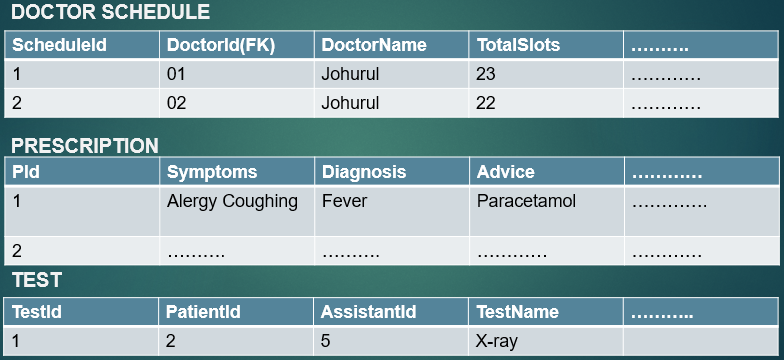 DOCTOR SCHEDULE
ScheduleId DoctorId(FK) DoctorName TotalSlots ……….
1 01 Johurul 23 …………
2 02 Johurul 22 …………
PRESCRIPTION
PId Symptoms Diagnosis Advice …………
1 Alergy Coughing Fever Paracetamol ………….
2 ………. ………. ………… …………
TEST
TestId PatientId AssistantId TestName ………..
1 2 5 X-ray